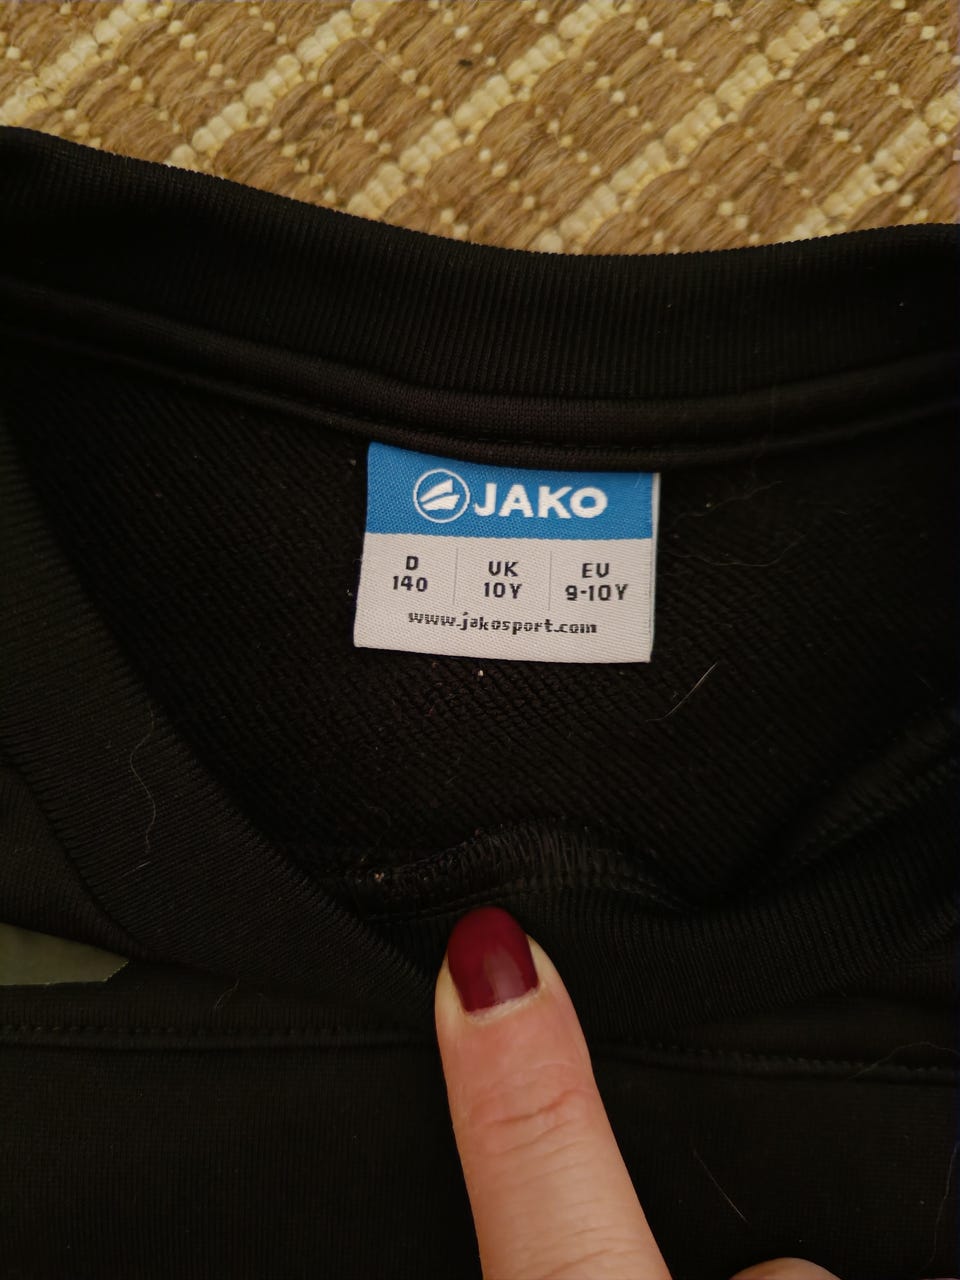 JAKO
D UK EU
140 10Y 9-10Y
www.jakosport.com